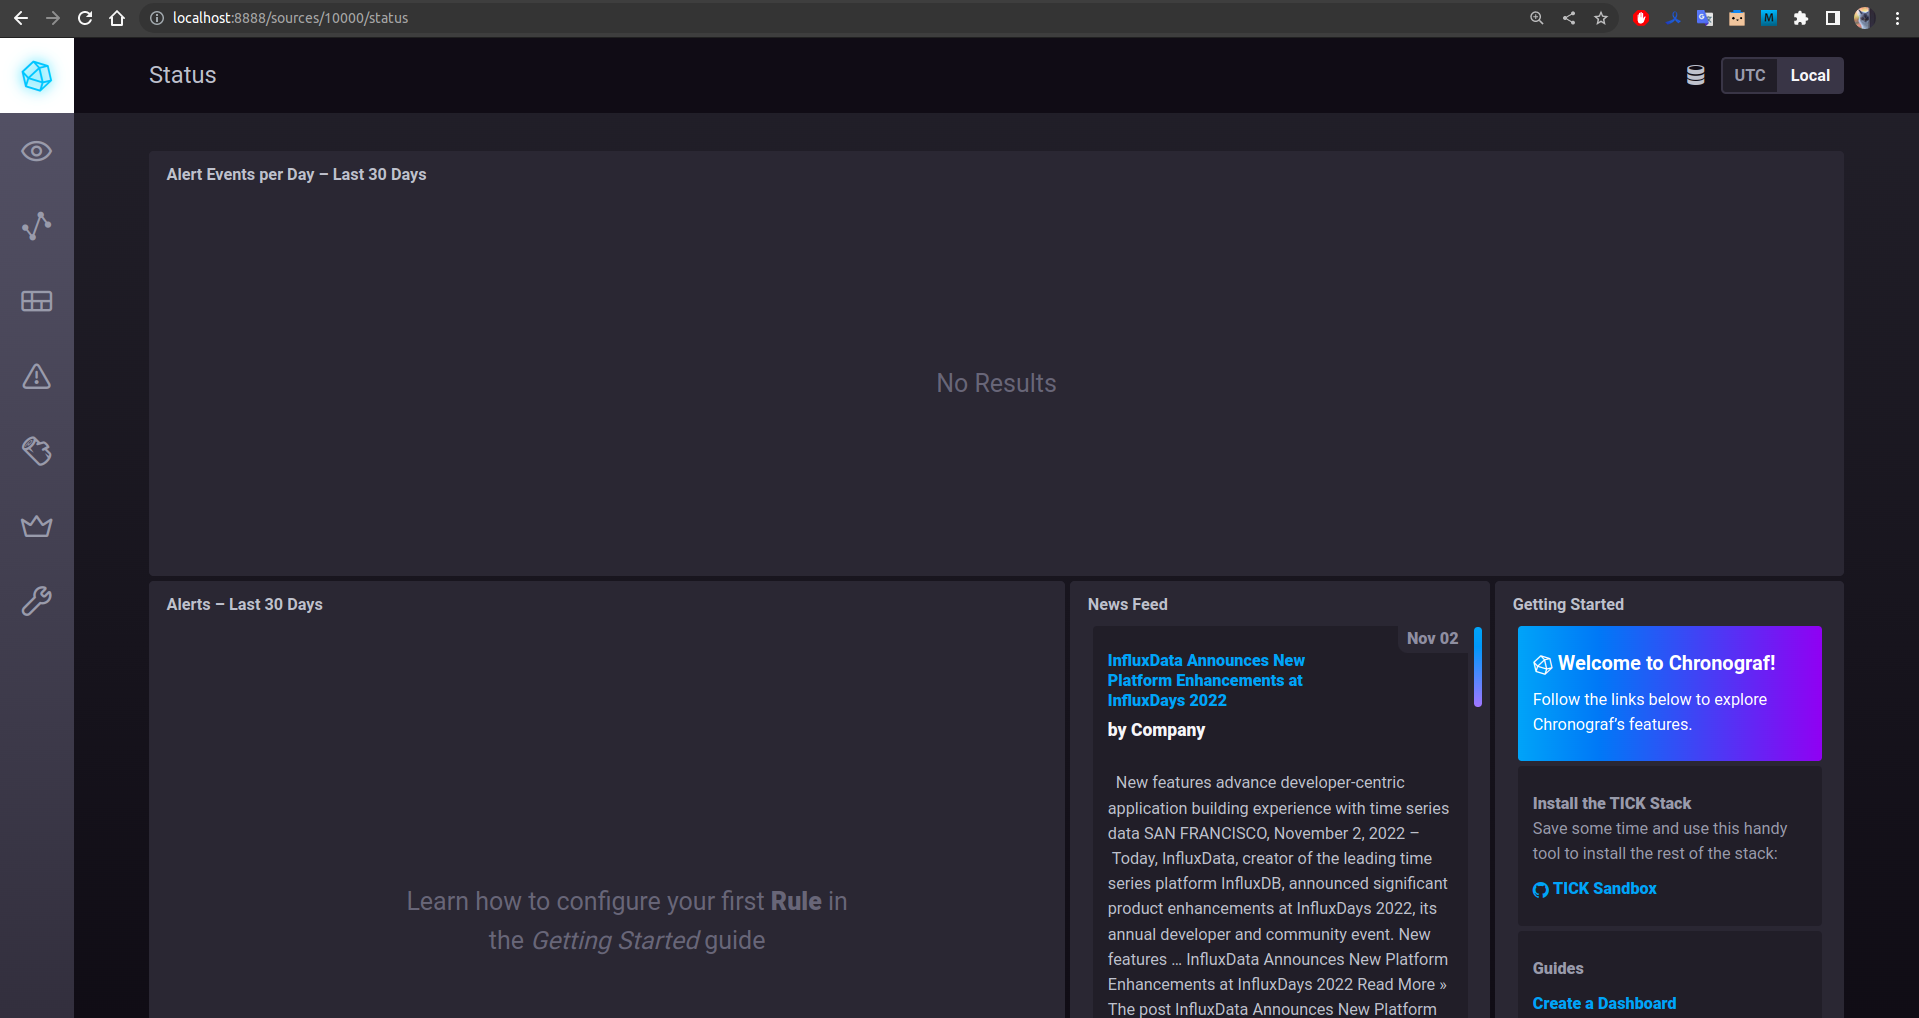 localhost:8888/sources/10000/status
Status
UTC
Local
Alert Events per Day – Last 30 Days
No Results
Alerts – Last 30 Days
Learn how to configure your first Rule in
the Getting Started guide
News Feed
Nov 02
InfluxData Announces New
Platform Enhancements at
InfluxDays 2022
by Company
New features advance developer-centric
application building experience with time series
data SAN FRANCISCO, November 2, 2022 –
Today, InfluxData, creator of the leading time
series platform InfluxDB, announced significant
product enhancements at InfluxDays 2022, its
annual developer and community event. New
features … InfluxData Announces New Platform
Enhancements at InfluxDays 2022 Read More »
The post InfluxData Announces New Platform
Getting Started
Welcome to Chronograf!
Follow the links below to explore
Chronograf’s features.
Install the TICK Stack
Save some time and use this handy
tool to install the rest of the stack:
TICK Sandbox
Guides
Create a Dashboard